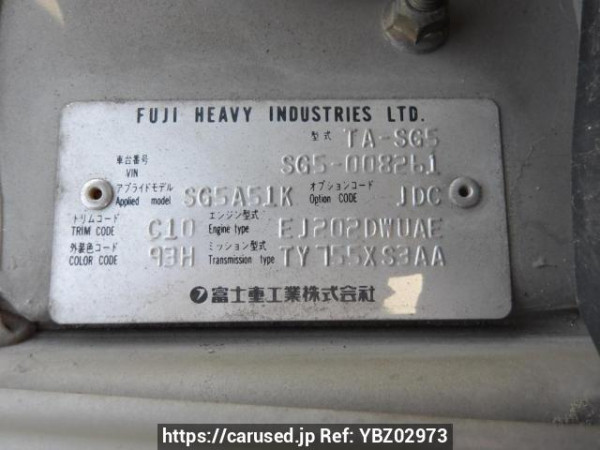 FUJI HEAVY INDUSTRIES LTD.
型式 TA-SG5
車台番号 VIN SG5-008261
アプライドモデル Applied model SG5A51K オプションコード Option CODE JDC
トリムコード TRIM CODE C10 エンジン型式 Engine type EJ202DWUAE
外装色コード COLOR CODE 93H ミッション型式 Transmission type TY755XS3AA
富士重工業株式会社
https://carused.jp Ref: YBZ02973